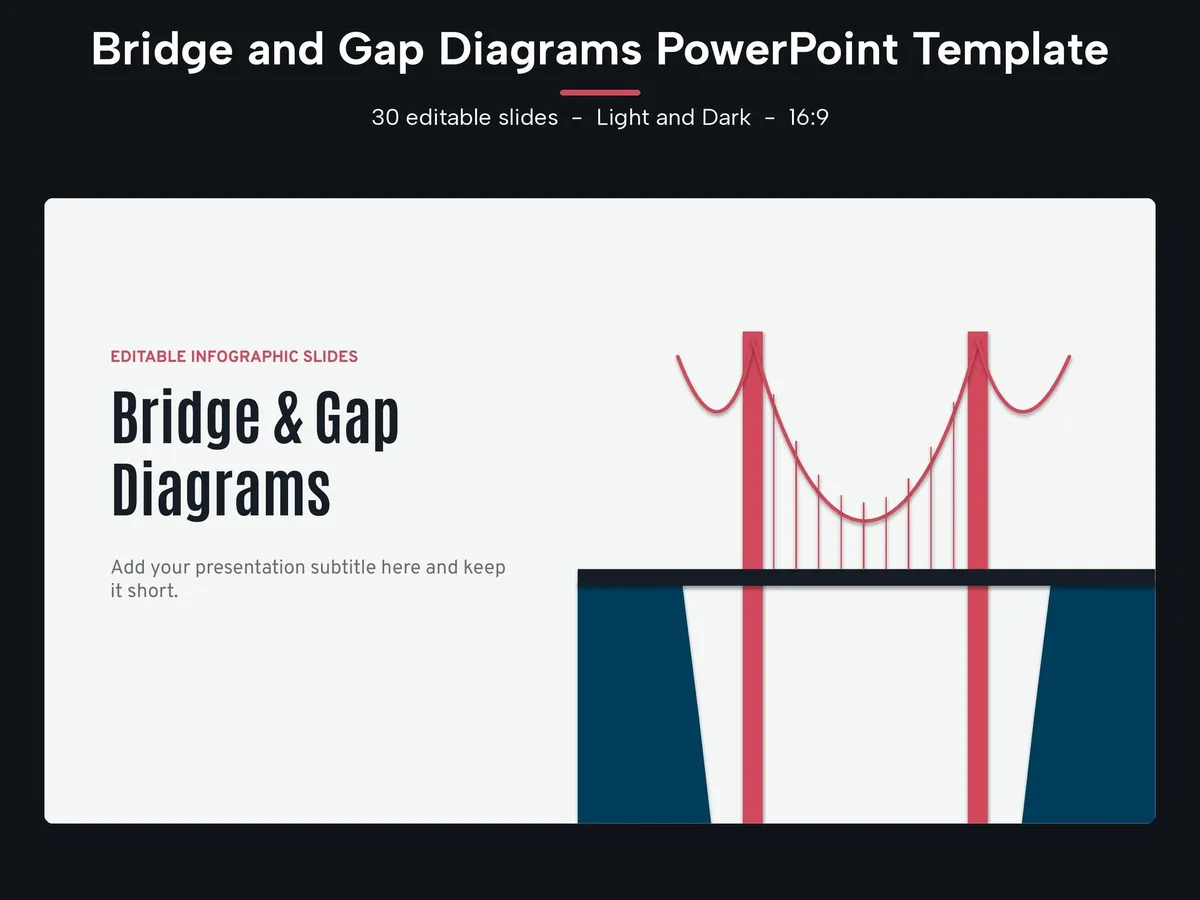 Bridge and Gap Diagrams PowerPoint Template
30 editable slides - Light and Dark - 16:9
EDITABLE INFOGRAPHIC SLIDES
Bridge & Gap
Diagrams
Add your presentation subtitle here and keep
it short.